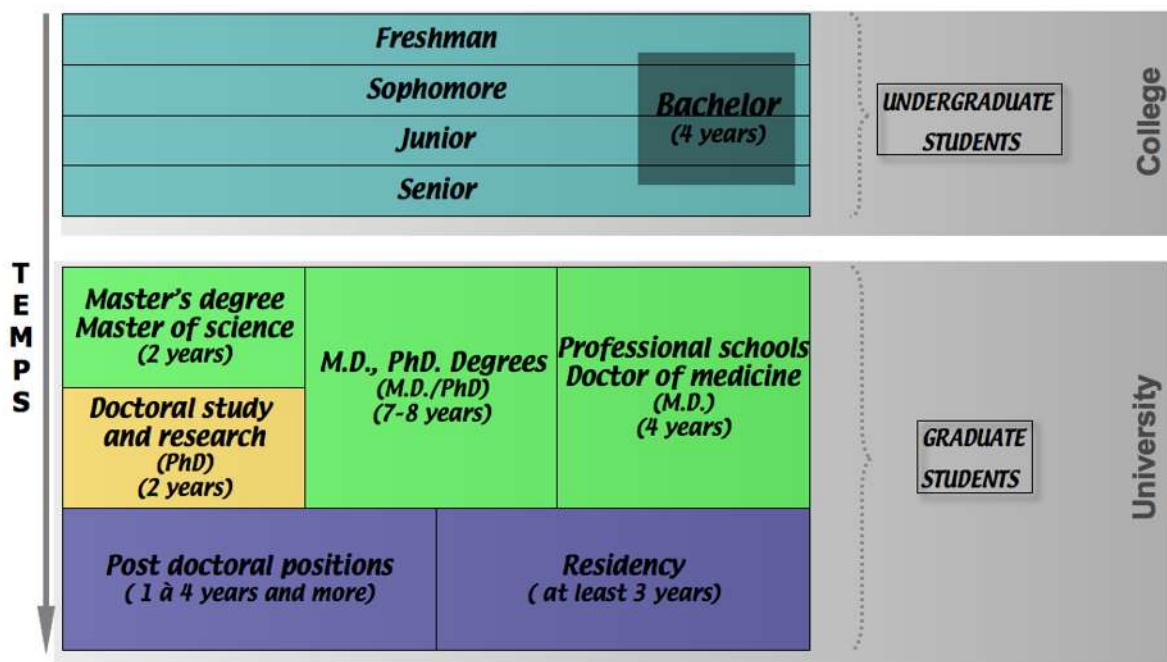 Freshman
Sophomore
Junior
Senior
Bachelor
(4 years)
UNDERGRADUATE
STUDENTS
College
TEMPS
Master's degree
Master of science
(2 years)
Doctoral study
and research
(PhD)
(2 years)
M.D., PhD. Degrees
(M.D./PhD)
(7-8 years)
Professional schools
Doctor of medicine
(M.D.)
(4 years)
GRADUATE
STUDENTS
University
Post doctoral positions
( 1 à 4 years and more)
Residency
( at least 3 years)